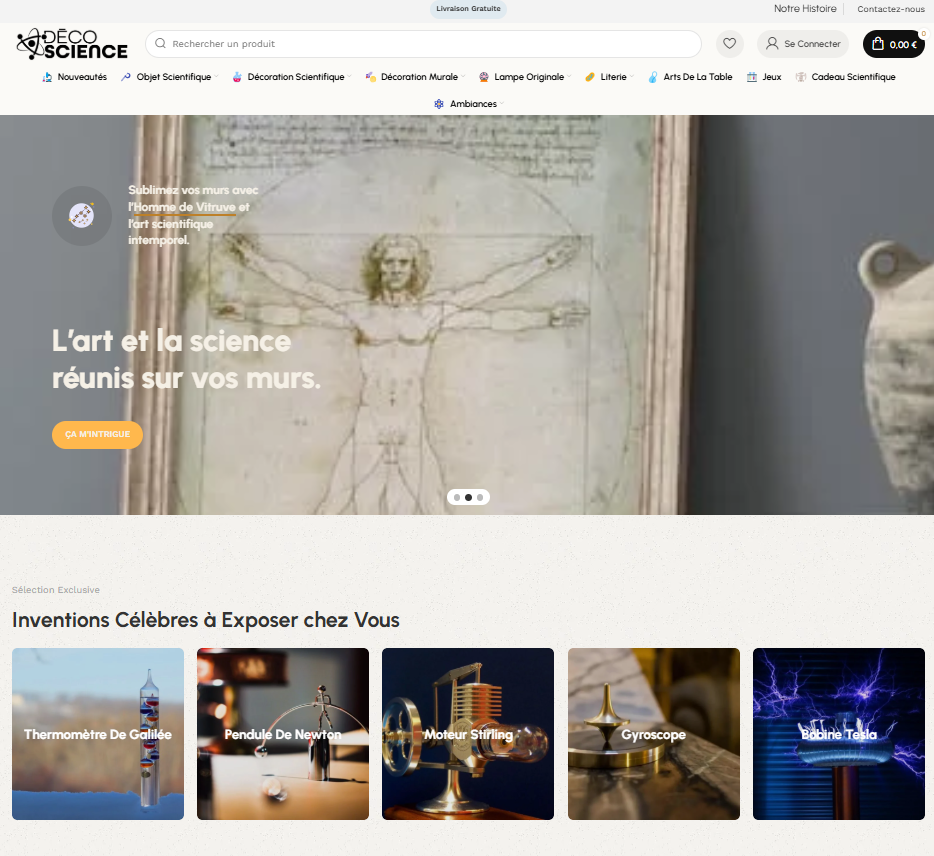 Livraison Gratuite
Notre Histoire
Contactez-nous
DÉCO
SCIENCE
Rechercher un produit
Se Connecter
0
0,00 €
Nouveautés
Objet Scientifique
Décoration Scientifique
Décoration Murale
Lampe Originale
Literie
Arts De La Table
Jeux
Cadeau Scientifique
Ambiances
Sublimez vos murs avec
l'Homme de Vitruve et
l'art scientifique
intemporel.
L'art et la science
réunis sur vos murs.
ÇA M'INTRIGUE
Sélection Exclusive
Inventions Célèbres à Exposer chez Vous
Thermomètre De Galilée
Pendule De Newton
Moteur Stirling
Gyroscope
Bobine Tesla